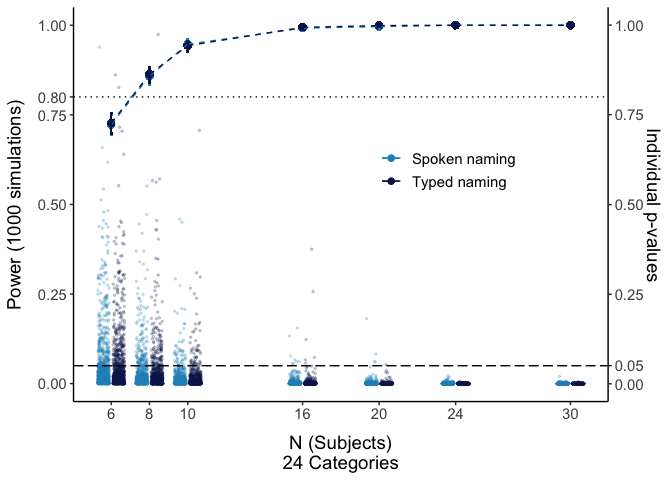 Power (1000 simulations)
1.00
0.80
0.75
0.50
0.25
0.00
1.00
0.75
0.50
0.25
0.05
0.00
Individual p-values
Spoken naming
Typed naming
6 8 10 16 20 24 30
N (Subjects)
24 Categories